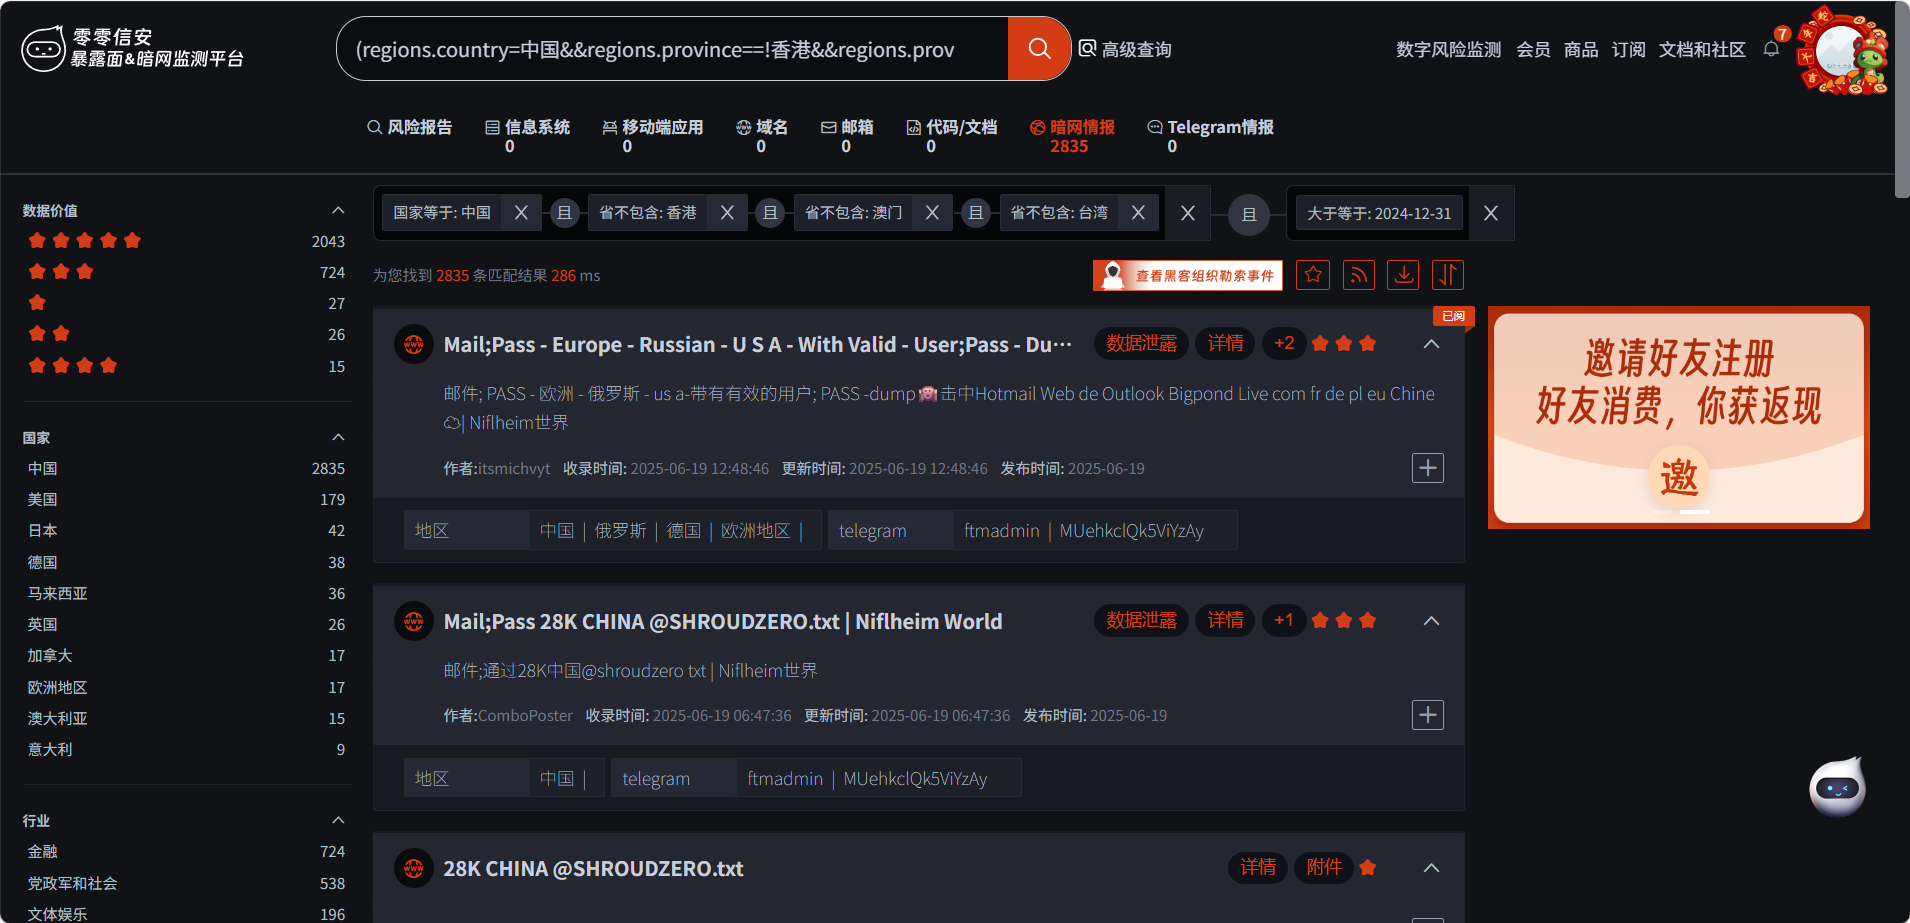 零零信安
暴露面&暗网监测平台
(regions.country=中国&&regions.province==!香港&&regions.prov
高级查询
数字风险监测 会员 商品 订阅 文档和社区
7
风险报告
信息系统
0
移动端应用
0
域名
0
邮箱
0
代码/文档
0
暗网情报
2835
Telegram情报
0
数据价值
2043
724
27
26
15
国家
中国 2835
美国 179
日本 42
德国 38
马来西亚 36
英国 26
加拿大 17
欧洲地区 17
澳大利亚 15
意大利 9
行业
金融 724
党政军和社会 538
文体娱乐 196
国家等于: 中国 X 且 省不包含: 香港 X 且 省不包含: 澳门 X 且 省不包含: 台湾 X X 且 大于等于: 2024-12-31 X
为您找到 2835 条匹配结果 286 ms
查看黑客组织勒索事件
已阅
Mail;Pass - Europe - Russian - U S A - With Valid - User;Pass - Du···
数据泄露 详情 +2
邮件; PASS - 欧洲 - 俄罗斯 - us a-带有有效的用户; PASS -dump🙉击中Hotmail Web de Outlook Bigpond Live com fr de pl eu Chine
☁| Niflheim世界
作者:itsmichvyt 收录时间: 2025-06-19 12:48:46 更新时间: 2025-06-19 12:48:46 发布时间: 2025-06-19
地区 中国 | 俄罗斯 | 德国 | 欧洲地区 | telegram ftmadmin | MUehkclQk5ViYzAy
Mail;Pass 28K CHINA @SHROUDZERO.txt | Niflheim World
数据泄露 详情 +1
邮件;通过28K中国@shroudzero txt | Niflheim世界
作者:ComboPoster 收录时间: 2025-06-19 06:47:36 更新时间: 2025-06-19 06:47:36 发布时间: 2025-06-19
地区 中国 | telegram ftmadmin | MUehkclQk5ViYzAy
28K CHINA @SHROUDZERO.txt
详情 附件
邀请好友注册
好友消费，你获返现
邀